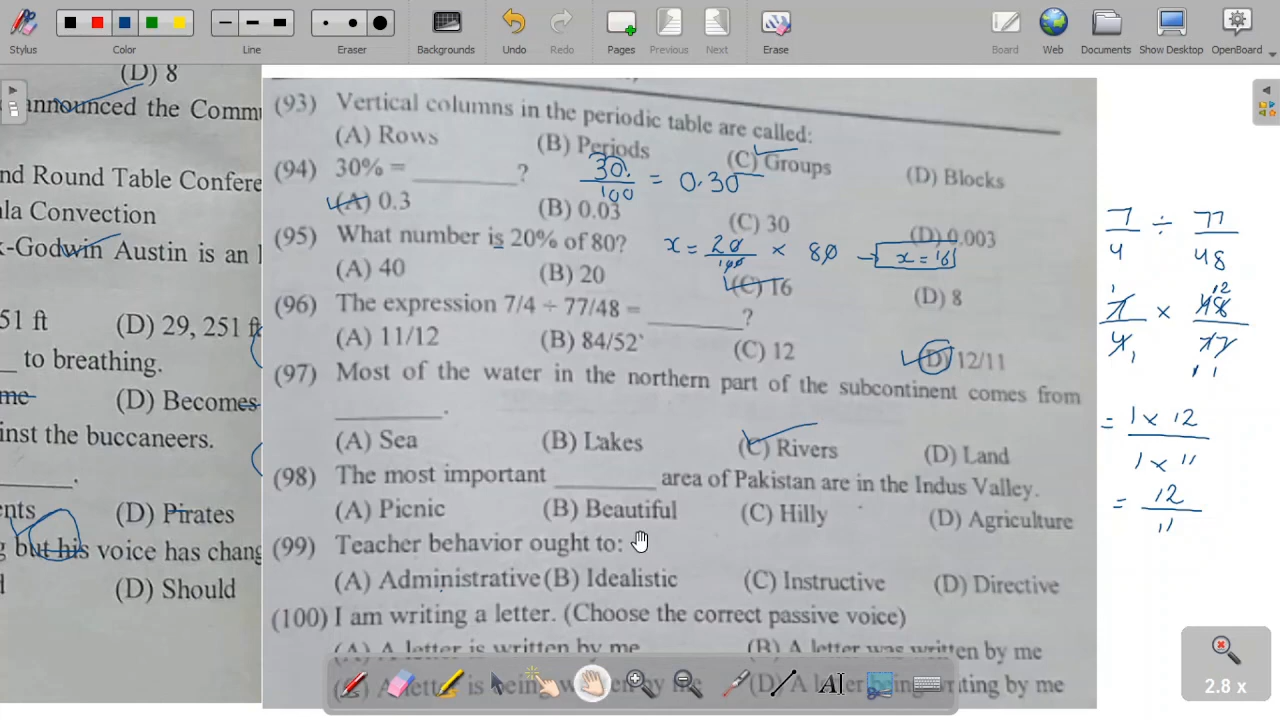 Stylus
Color
Line
Eraser
Backgrounds
Undo
Redo
Pages
Previous
Next
Erase
Board
Web
Documents
Show Desktop
OpenBoard
(D) 8
announced the Comm
nd Round Table Confere
la Convection
k-Godwin Austin is an
51 ft (D) 29, 251 ft
to breathing.
me (D) Becomes
inst the buccaneers.
ents (D) Pirates
g but his voice has chang
d (D) Should
(93) Vertical columns in the periodic table are called:
(A) Rows (B) Periods (C) Groups (D) Blocks
(94) 30% = ________?
30/100 = 0.30
(A) 0.3 (B) 0.03 (C) 30 (D) 0.003
(95) What number is 20% of 80?
x = 20/100 × 80 → x = 16
(A) 40 (B) 20 (C) 16 (D) 8
(96) The expression 7/4 ÷ 77/48 = ________?
(A) 11/12 (B) 84/52 (C) 12 (D) 12/11
(97) Most of the water in the northern part of the subcontinent comes from
________.
(A) Sea (B) Lakes (C) Rivers (D) Land
(98) The most important ________ area of Pakistan are in the Indus Valley.
(A) Picnic (B) Beautiful (C) Hilly (D) Agriculture
(99) Teacher behavior ought to:
(A) Administrative (B) Idealistic (C) Instructive (D) Directive
(100) I am writing a letter. (Choose the correct passive voice)
(A) A letter is written by me (B) A letter was written by me
7/4 ÷ 77/48
7/4 × 48/77
= 1 × 12 / 1 × 11
= 12/11
2.8 x